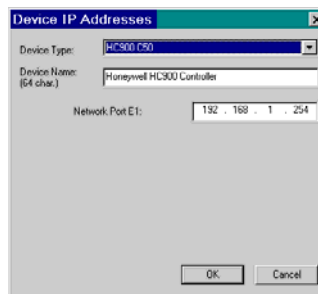 Device IP Addresses
Device Type: HC900 C50
Device Name: Honeywell HC900 Controller
(64 char.)
Network Port E1: 192 . 168 . 1 . 254
OK Cancel